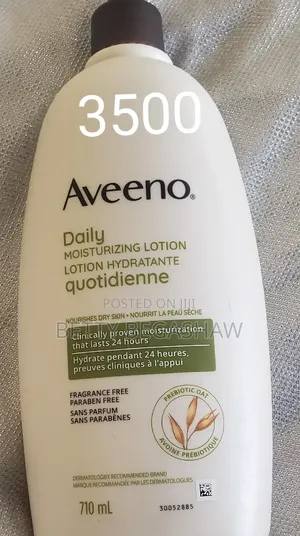 3500
Aveeno®
Daily
MOISTURIZING LOTION
LOTION HYDRATANTE
quotidienne
POSTED ON JIJI
NOURISHES DRY SKIN • NOURRIT LA PEAU SÈCHE
BETTY BEGASHAW
Clinically proven moisturization
that lasts 24 hours
Hydrate pendant 24 heures,
preuves cliniques à l'appui
FRAGRANCE FREE
PARABEN FREE
SANS PARFUM
SANS PARABÈNES
PREBIOTIC OAT
AVOINE PRÉBIOTIQUE
DERMATOLOGIST RECOMMENDED BRAND
MARQUE RECOMMANDÉE PAR LES DERMATOLOGUES
710 mL
30052885